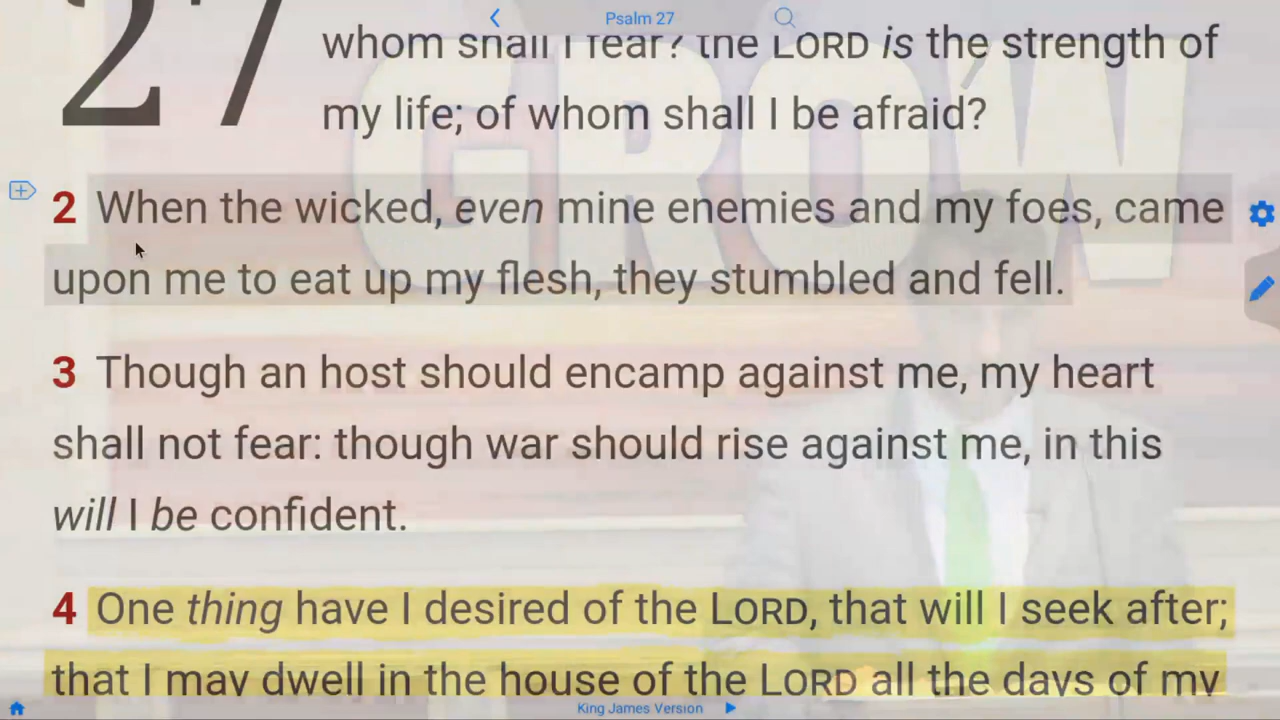 Psalm 27
27
whom shall I fear? the LORD is the strength of
my life; of whom shall I be afraid?
2 When the wicked, even mine enemies and my foes, came
upon me to eat up my flesh, they stumbled and fell.
3 Though an host should encamp against me, my heart
shall not fear: though war should rise against me, in this
will I be confident.
4 One thing have I desired of the LORD, that will I seek after;
that I may dwell in the house of the LORD all the days of my
King James Version
GROW